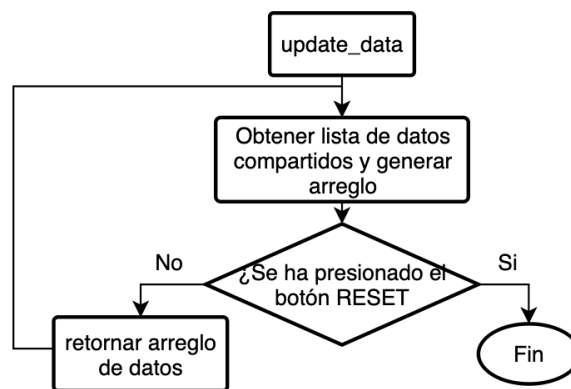 update_data
Obtener lista de datos
compartidos y generar
arreglo
¿Se ha presionado el
botón RESET
No
Si
retornar arreglo
de datos
Fin